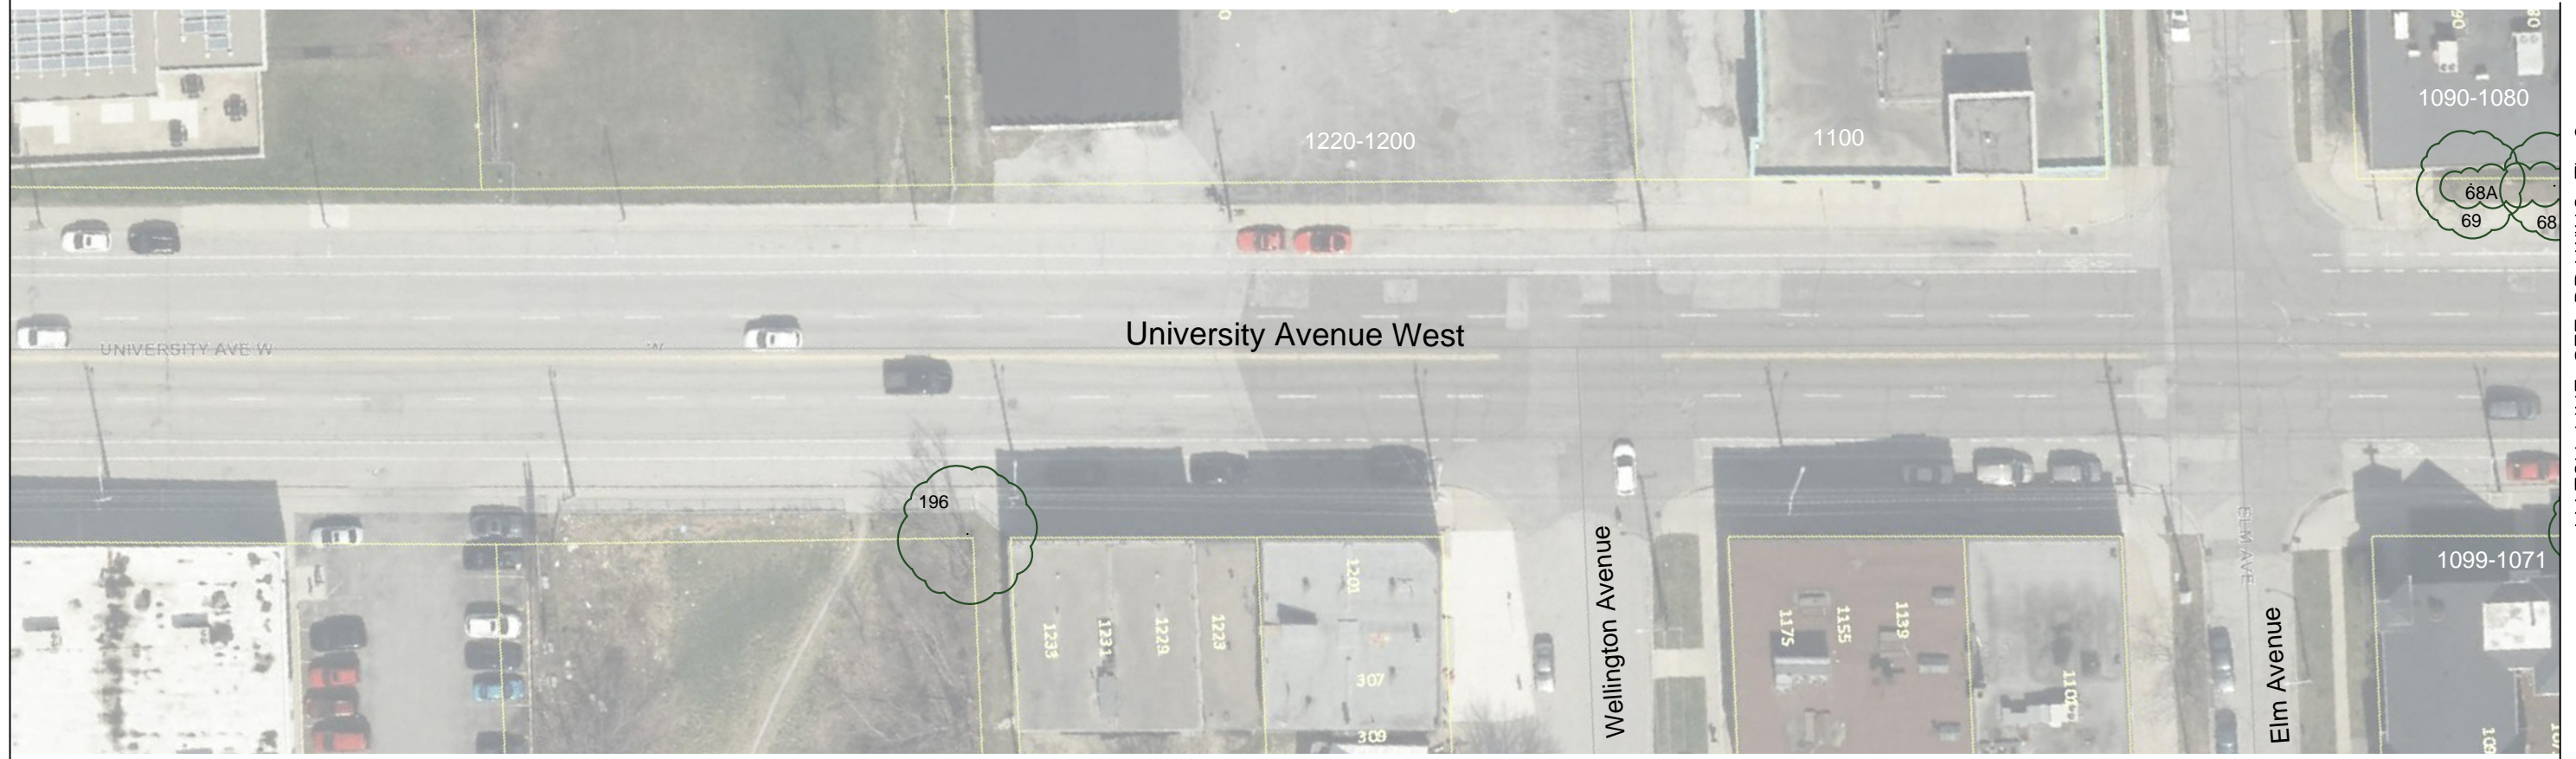 1090-1080
1220-1200
1100
68A
69
68
University Avenue West
UNIVERSITY AVE W
196
1099-1071
ELM AVE
Wellington Avenue
Elm Avenue
1233
1231
1229
1223
1201
307
309
1175
1155
1139